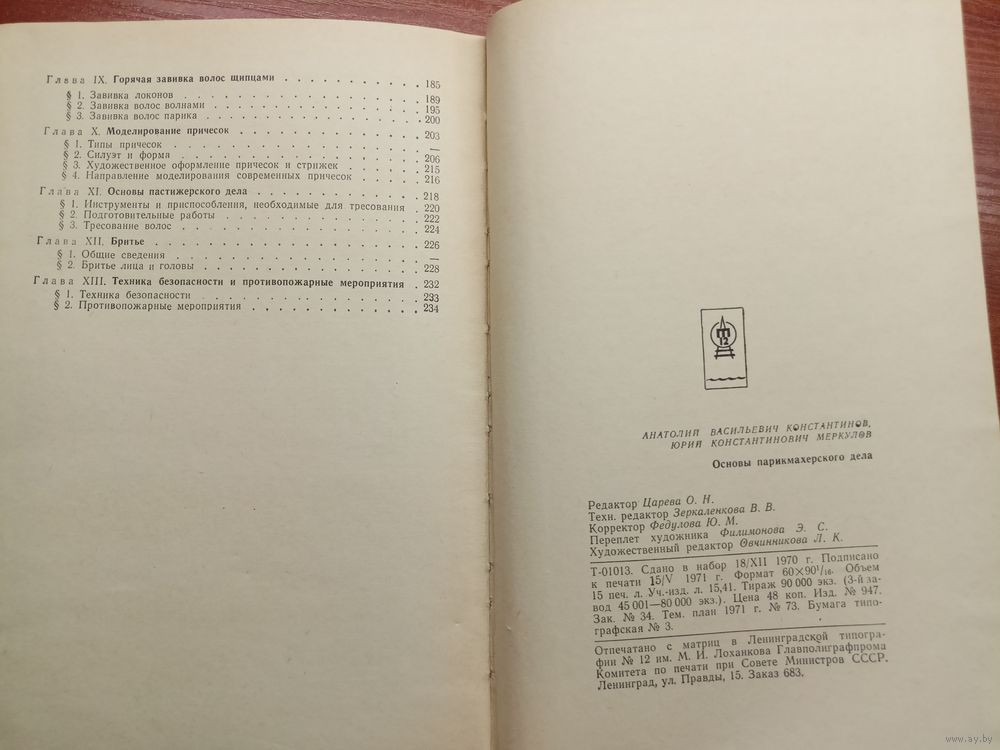 Глава IX. Горячая завивка волос щипцами . . . . . . . . . . 185
§ 1. Завивка локонов . . . . . . . . . . . . . . . . . 189
§ 2. Завивка волос волнами . . . . . . . . . . . . . . 195
§ 3. Завивка волос парика . . . . . . . . . . . . . . . 200
Глава X. Моделирование причесок . . . . . . . . . . . . . 203
§ 1. Типы причесок . . . . . . . . . . . . . . . . . . —
§ 2. Силуэт и форма . . . . . . . . . . . . . . . . . 206
§ 3. Художественное оформление причесок и стрижек . . . . . 215
§ 4. Направление моделирования современных причесок . . . . 216
Глава XI. Основы пастижерского дела . . . . . . . . . . . . 218
§ 1. Инструменты и приспособления, необходимые для тресования . 220
§ 2. Подготовительные работы . . . . . . . . . . . . . 222
§ 3. Тресование волос . . . . . . . . . . . . . . . . 224
Глава XII. Бритье . . . . . . . . . . . . . . . . . . . 226
§ 1. Общие сведения . . . . . . . . . . . . . . . . . —
§ 2. Бритье лица и головы . . . . . . . . . . . . . . . 228
Глава XIII. Техника безопасности и противопожарные мероприятия . 232
§ 1. Техника безопасности . . . . . . . . . . . . . . . 233
§ 2. Противопожарные мероприятия . . . . . . . . . . . . 234
Т
12
АНАТОЛИЙ ВАСИЛЬЕВИЧ КОНСТАНТИНОВ,
ЮРИЙ КОНСТАНТИНОВИЧ МЕРКУЛОВ
Основы парикмахерского дела
Редактор Царева О. Н.
Техн. редактор Зеркаленкова В. В.
Корректор Федулова Ю. М.
Переплет художника Филимонова Э. С.
Художественный редактор Овчинникова Л. К.
Т-01013. Сдано в набор 18/XII 1970 г. Подписано
к печати 15/V 1971 г. Формат 60×90¹/₁₆. Объем
15 печ. л. Уч.-изд. л. 15,41. Тираж 90 000 экз. (3-й за-
вод 45 001—80 000 экз.). Цена 48 коп. Изд. № 947.
Зак. № 34. Тем. план 1971 г. № 73. Бумага типо-
графская № 3.
Отпечатано с матриц в Ленинградской типогра-
фии № 12 им. М. И. Лоханкова Главполиграфпрома
Комитета по печати при Совете Министров СССР.
Ленинград, ул. Правды, 15. Заказ 683.
www.ay.by